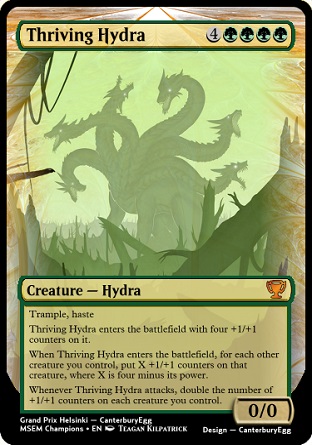 Thriving Hydra 4
Creature — Hydra
Trample, haste
Thriving Hydra enters the battlefield with four +1/+1
counters on it.
When Thriving Hydra enters the battlefield, for each other
creature you control, put X +1/+1 counters on that
creature, where X is four minus its power.
Whenever Thriving Hydra attacks, double the number of
+1/+1 counters on each creature you control.
0/0
Grand Prix Helsinki — CanterburyEgg
MSEM Champions • EN Teagan Kilpatrick Design — CanterburyEgg